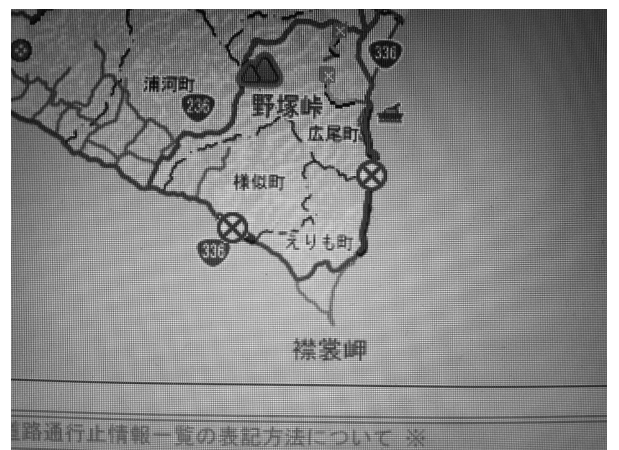 336
浦河町
236
野塚峠
広尾町
様似町
えりも町
336
襟裳岬
道路通行止情報一覧の表記方法について ※